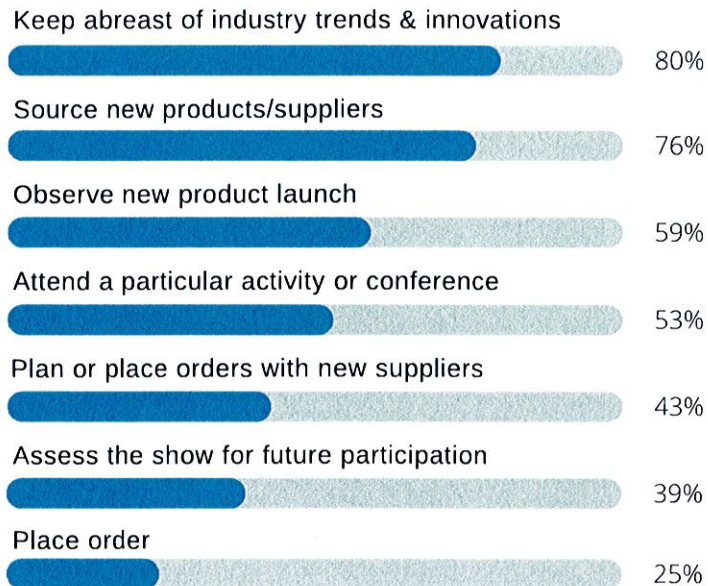 Keep abreast of industry trends & innovations
80%
Source new products/suppliers
76%
Observe new product launch
59%
Attend a particular activity or conference
53%
Plan or place orders with new suppliers
43%
Assess the show for future participation
39%
Place order
25%